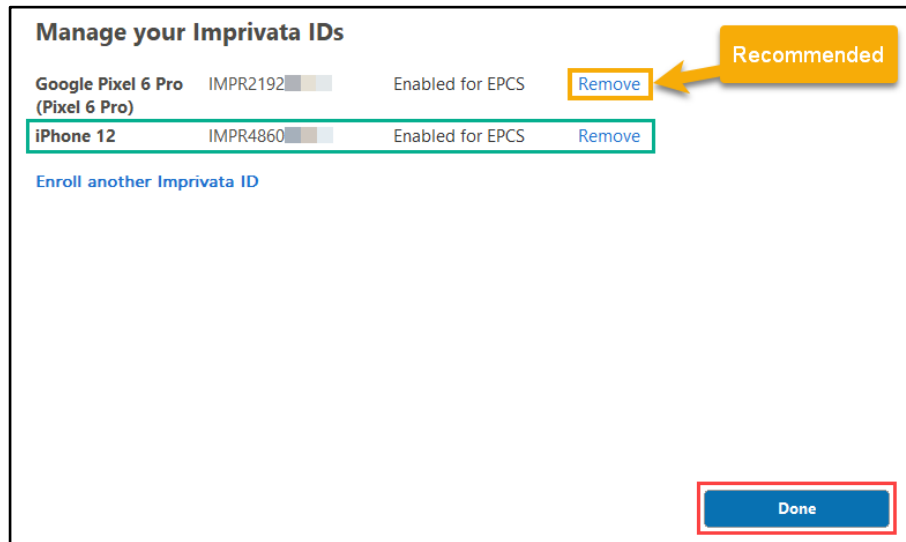 Manage your Imprivata IDs
Recommended
Google Pixel 6 Pro IMPR2192 Enabled for EPCS Remove
(Pixel 6 Pro)
iPhone 12 IMPR4860 Enabled for EPCS Remove
Enroll another Imprivata ID
Done